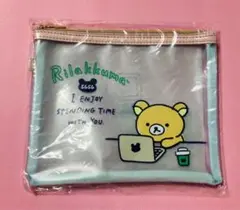 Rilakkuma
I ENJOY
SPENDING TIME
WITH YOU.